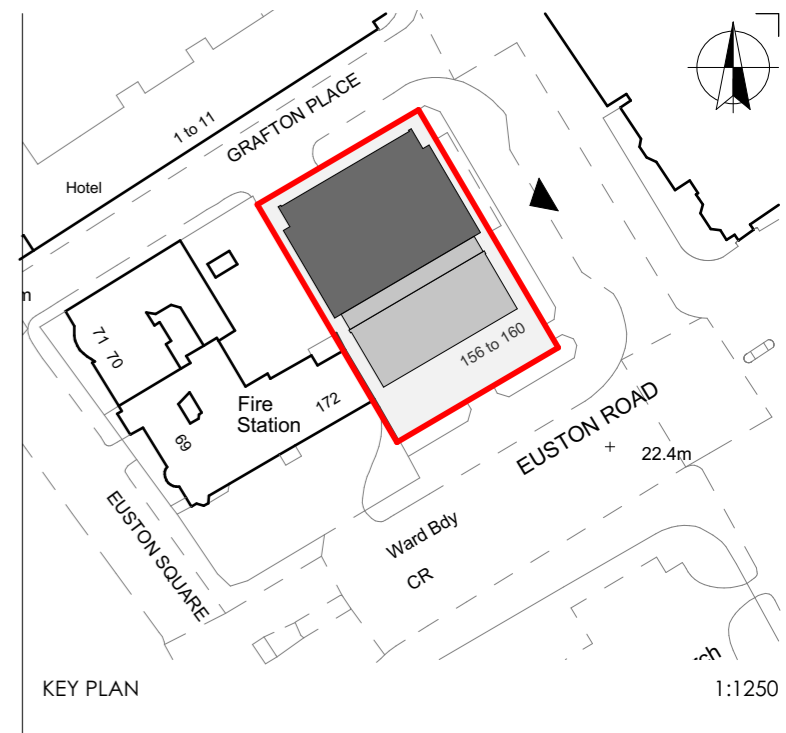 1 to 11
GRAFTON PLACE
Hotel
71 70
156 to 160
Fire
Station
172
69
EUSTON ROAD
22.4m
EUSTON SQUARE
Ward Bdy
CR
KEY PLAN
1:1250